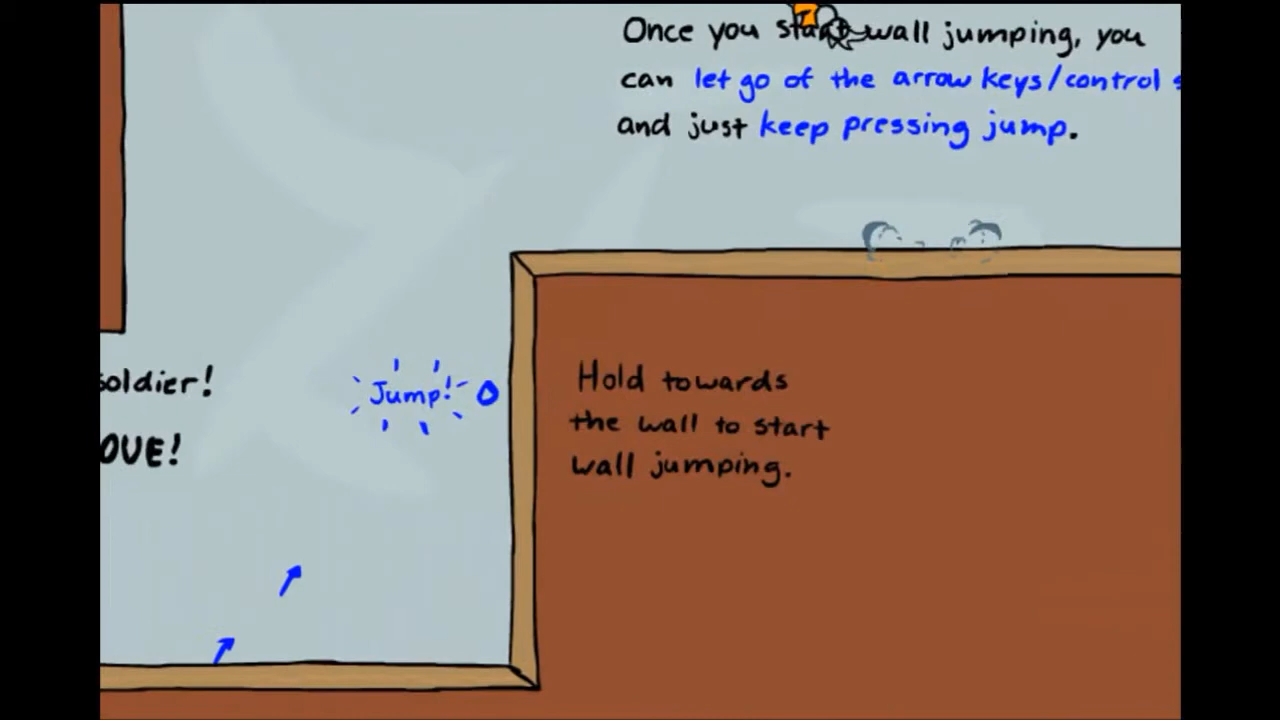 Once you start wall jumping, you
can let go of the arrow keys/control
and just keep pressing jump.
soldier!
Jump!
Hold towards
the wall to start
wall jumping.
OVE!